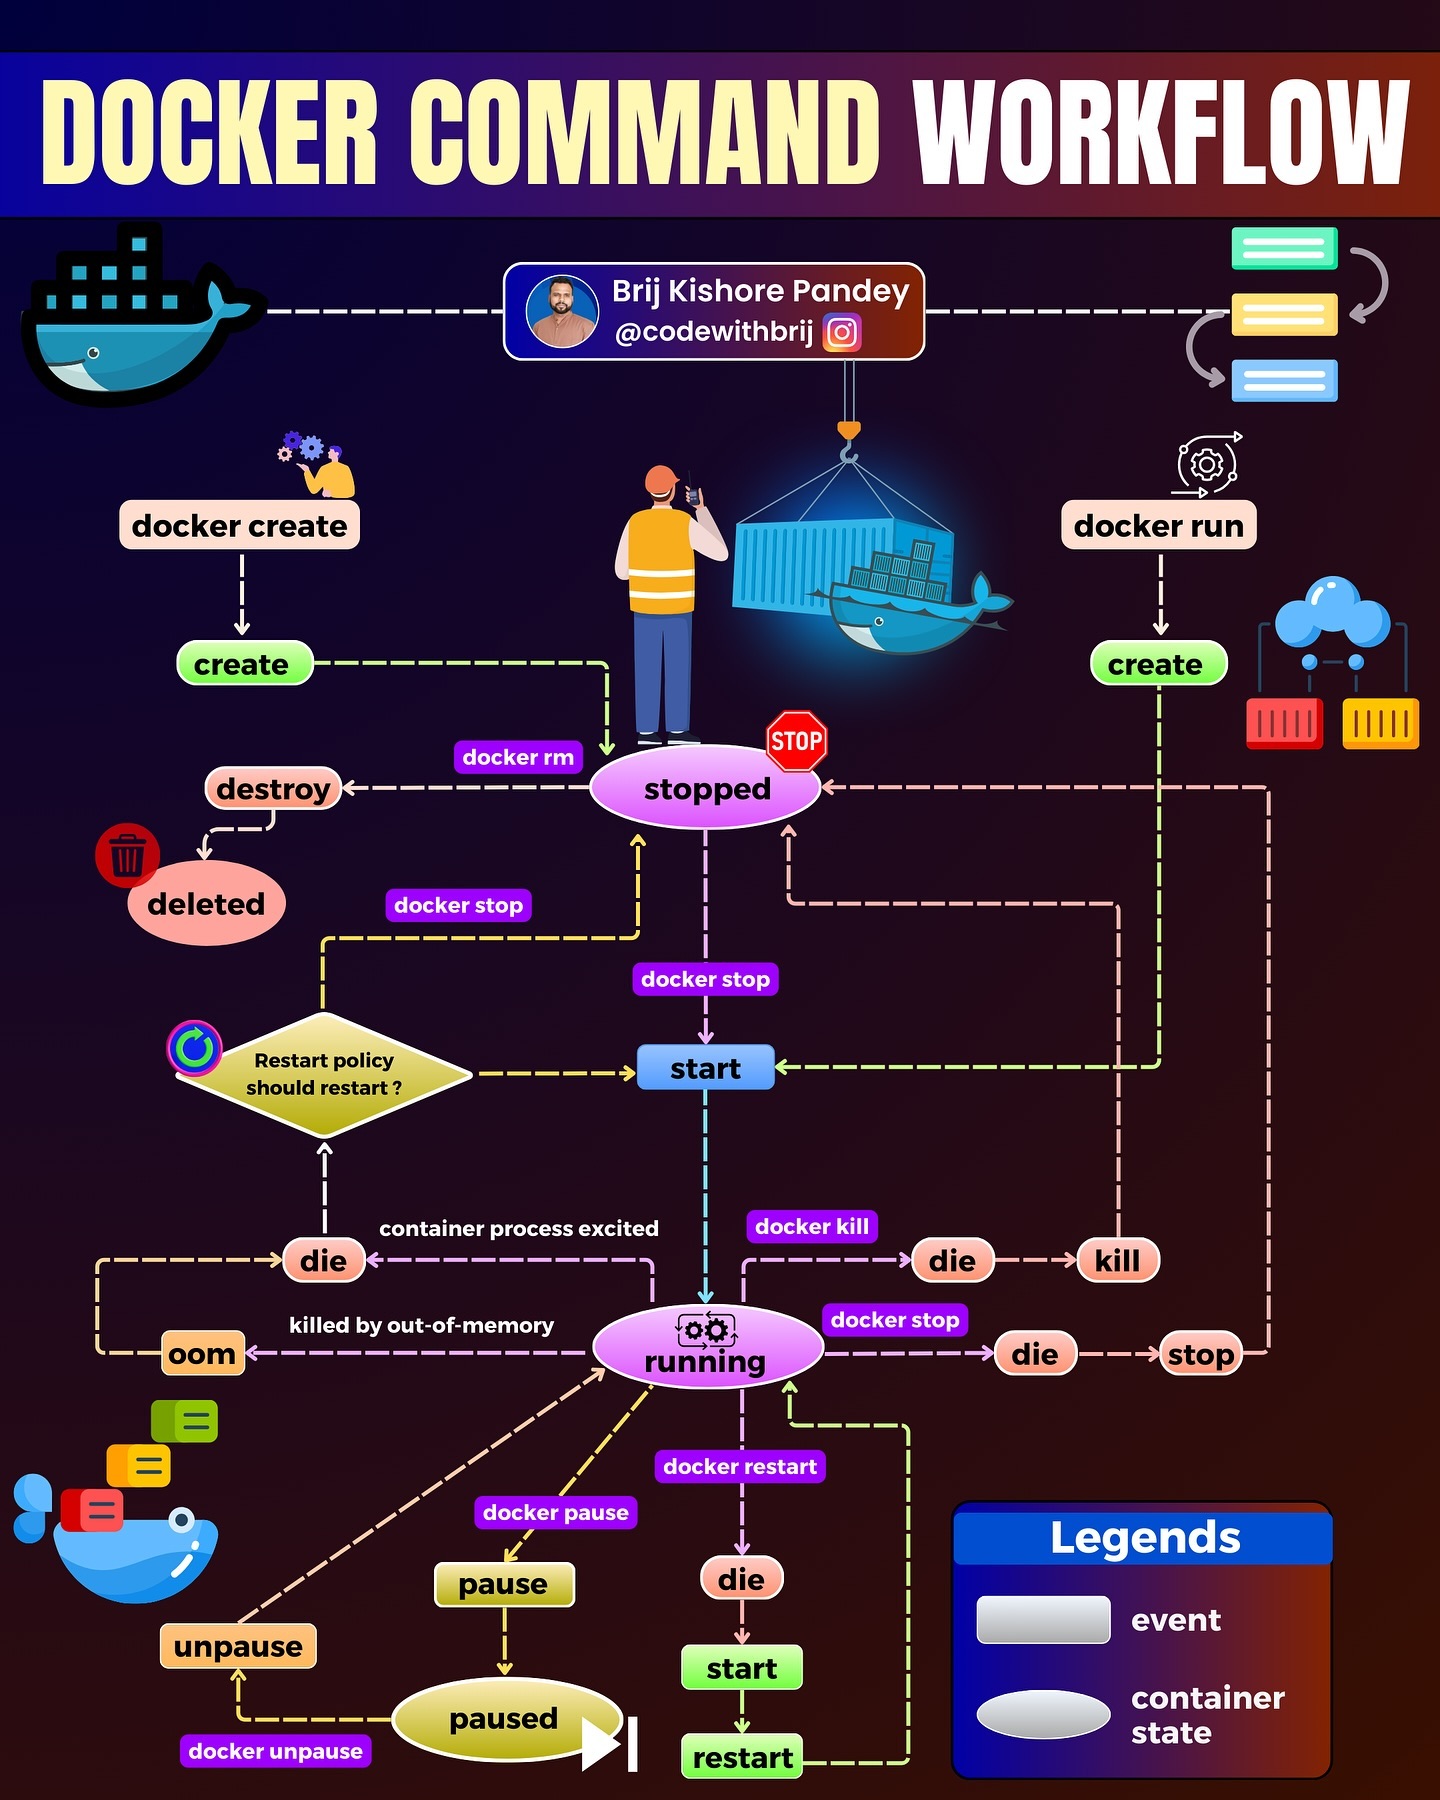 DOCKER COMMAND WORKFLOW
Brij Kishore Pandey
@codewithbrij
docker create
docker run
create
create
STOP
docker rm
stopped
destroy
deleted
docker stop
docker stop
Restart policy
should restart ?
start
container process excited
docker kill
die
die
kill
killed by out-of-memory
docker stop
oom
running
die
stop
docker restart
docker pause
Legends
pause
die
event
unpause
start
container
state
paused
docker unpause
restart